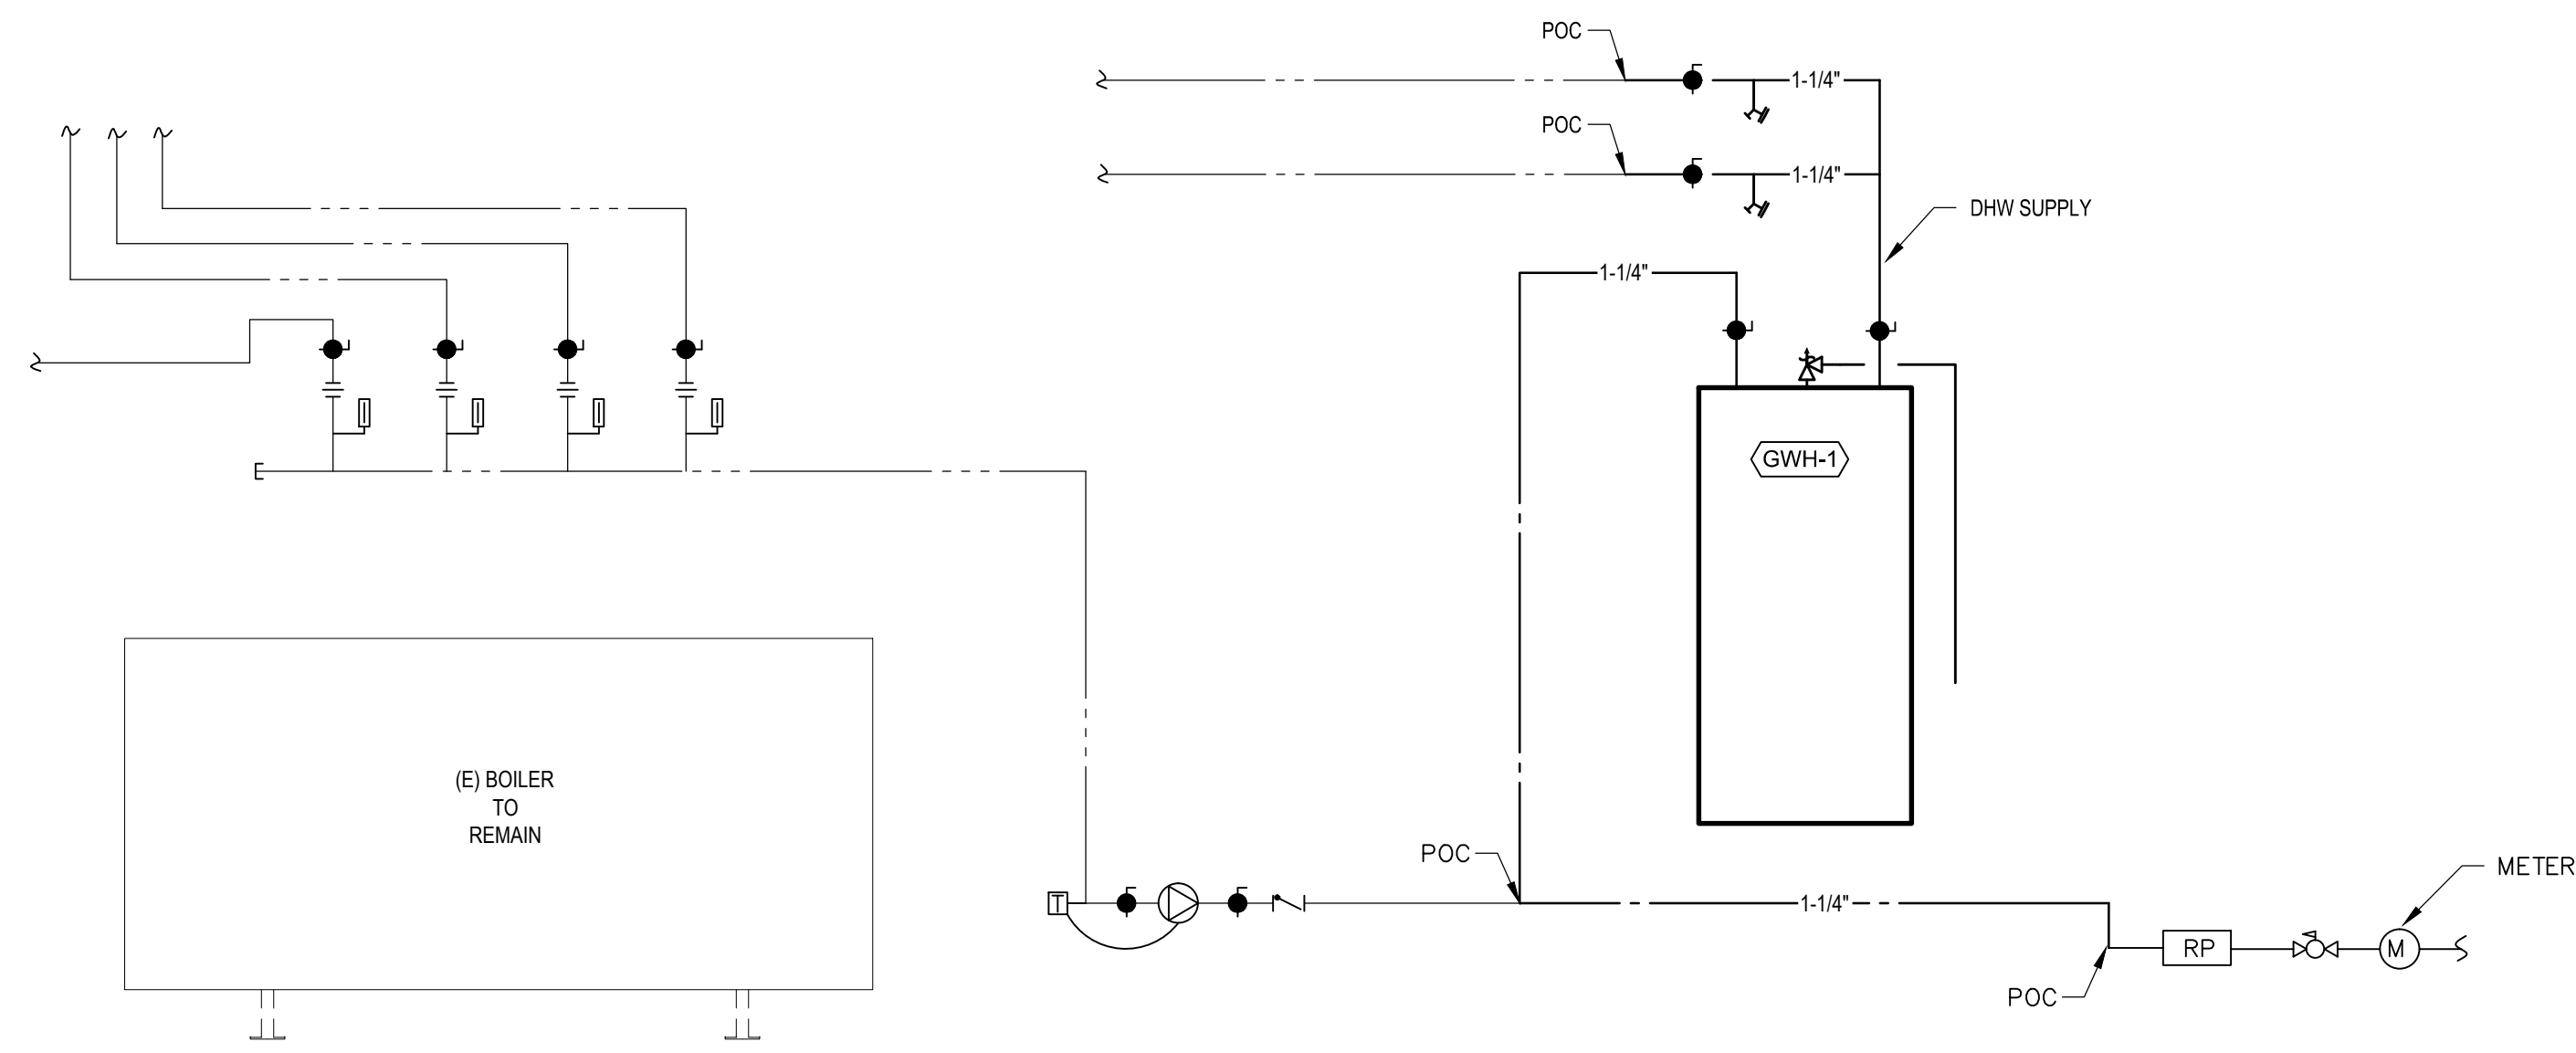 POC
1-1/4"
POC
1-1/4"
DHW SUPPLY
1-1/4"
GWH-1
(E) BOILER
TO
REMAIN
POC
METER
T
1-1/4"
RP
M
POC